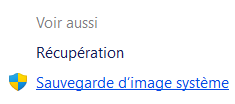 Voir aussi
Récupération
Sauvegarde d’image système